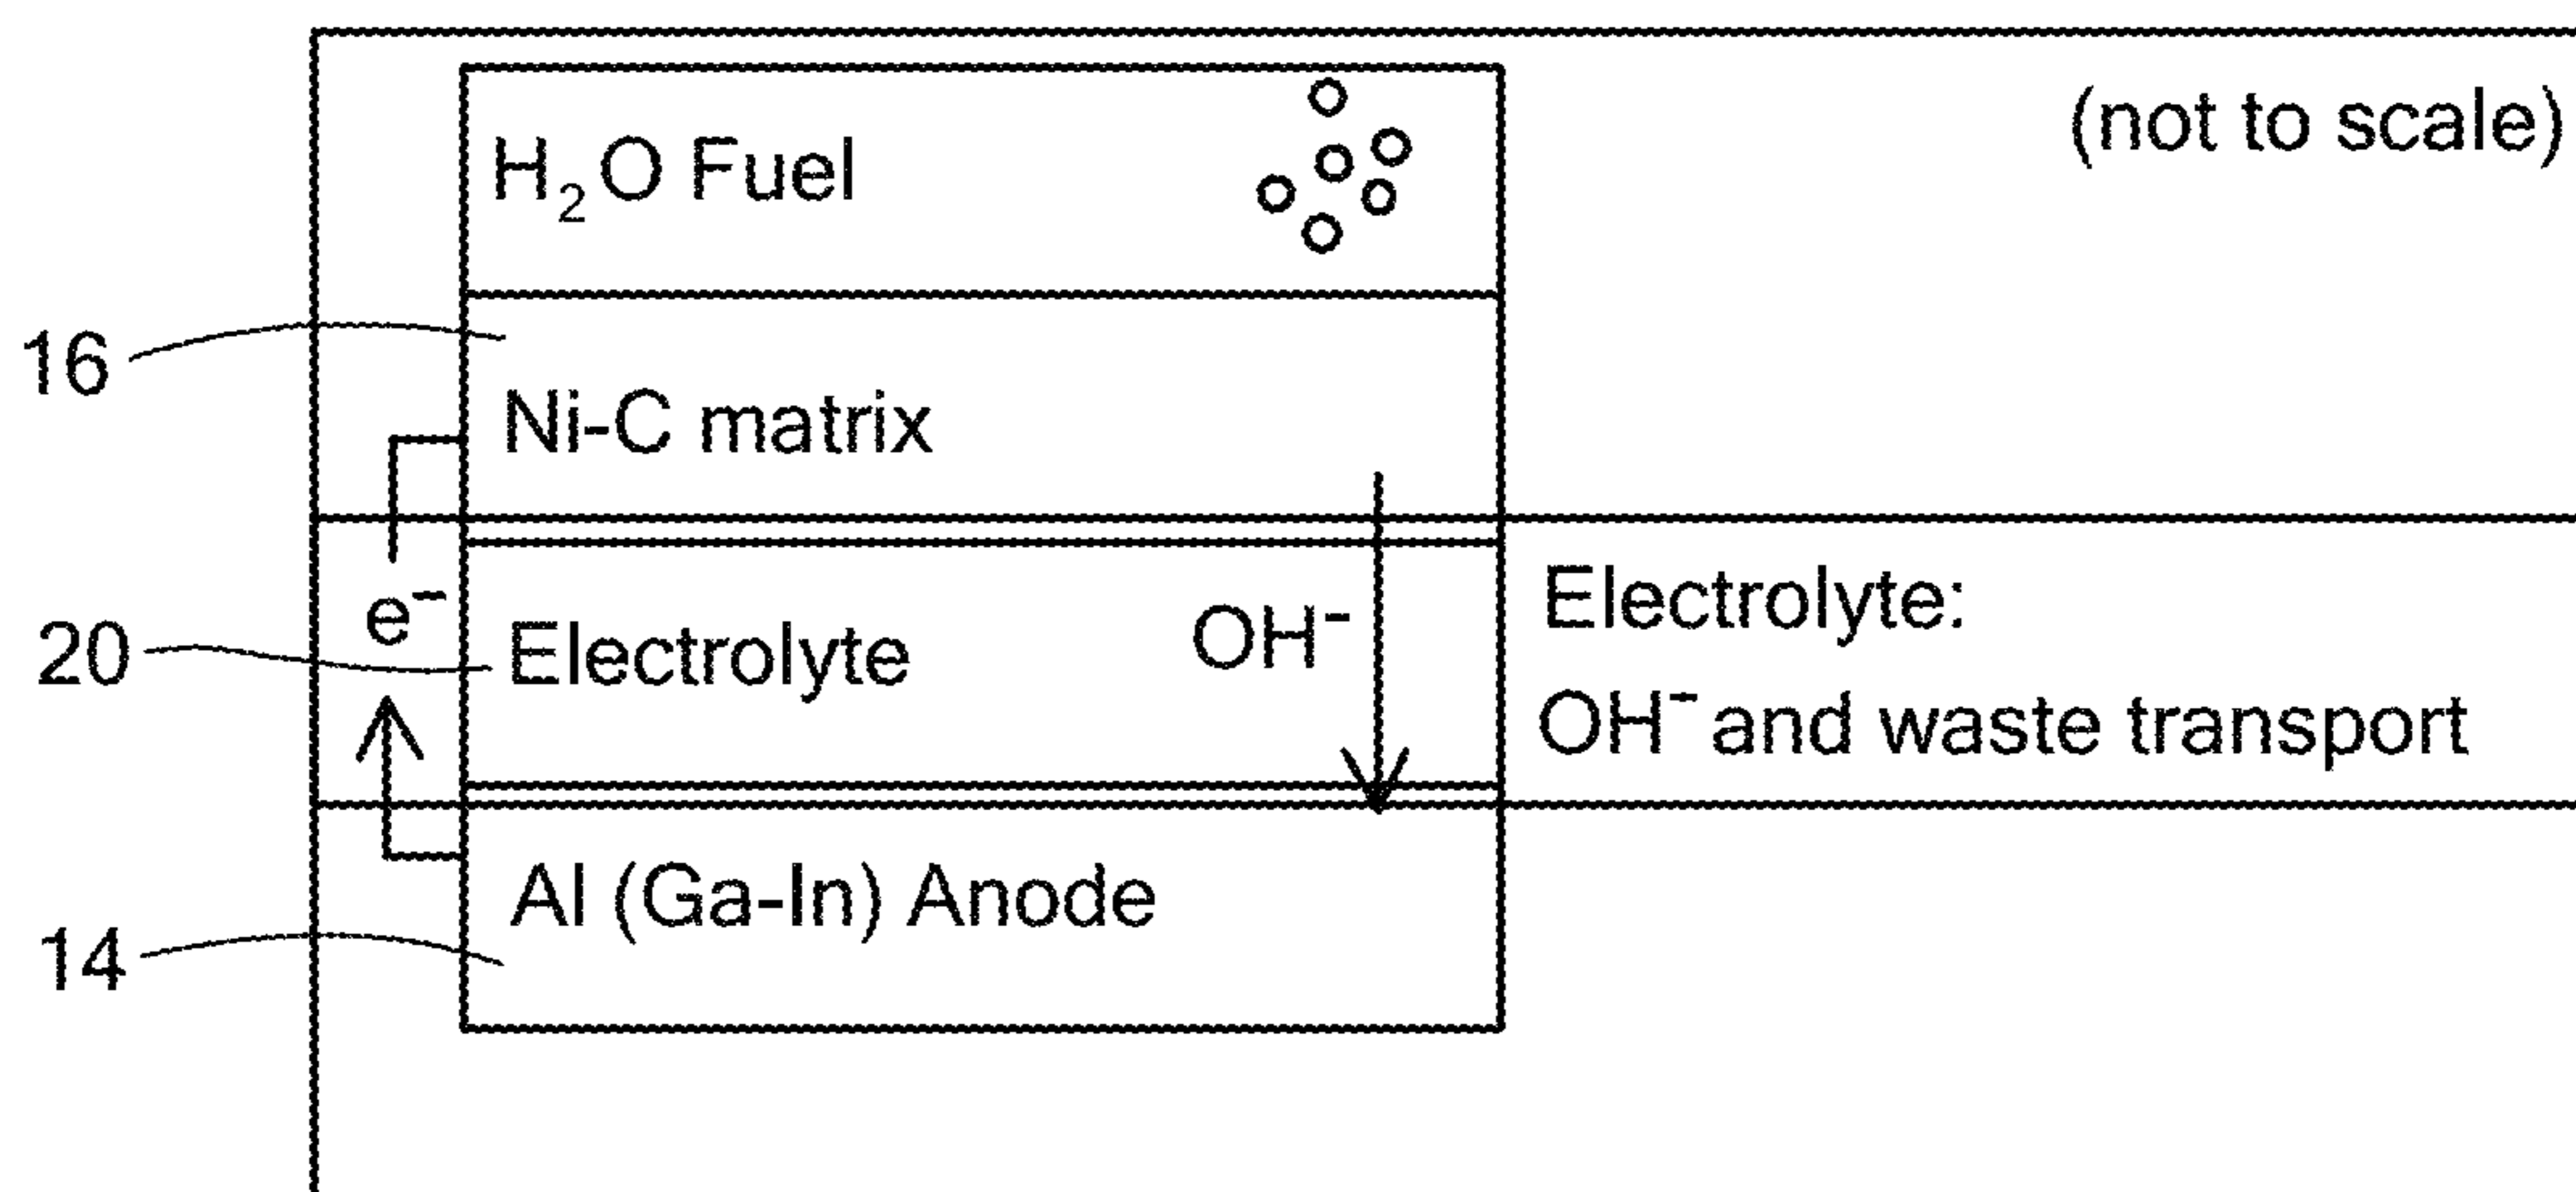 (not to scale)
H₂O Fuel
16
Ni-C matrix
e⁻
20
Electrolyte
OH⁻
Electrolyte:
OH⁻ and waste transport
Al (Ga-In) Anode
14